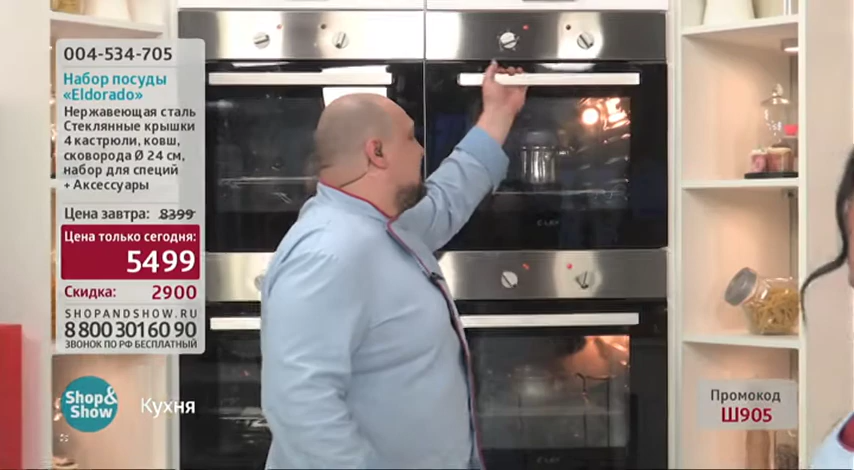 004-534-705
Набор посуды
«Eldorado»
Нержавеющая сталь
Стеклянные крышки
4 кастрюли, ковш,
сковорода Ø 24 см,
набор для специй
+ Аксессуары
Цена завтра: 8399
Цена только сегодня:
5499
Скидка: 2900
SHOPANDSHOW.RU
8 800 301 60 90
ЗВОНОК ПО РФ БЕСПЛАТНЫЙ
Shop&
Show
Кухня
Промокод
Ш905